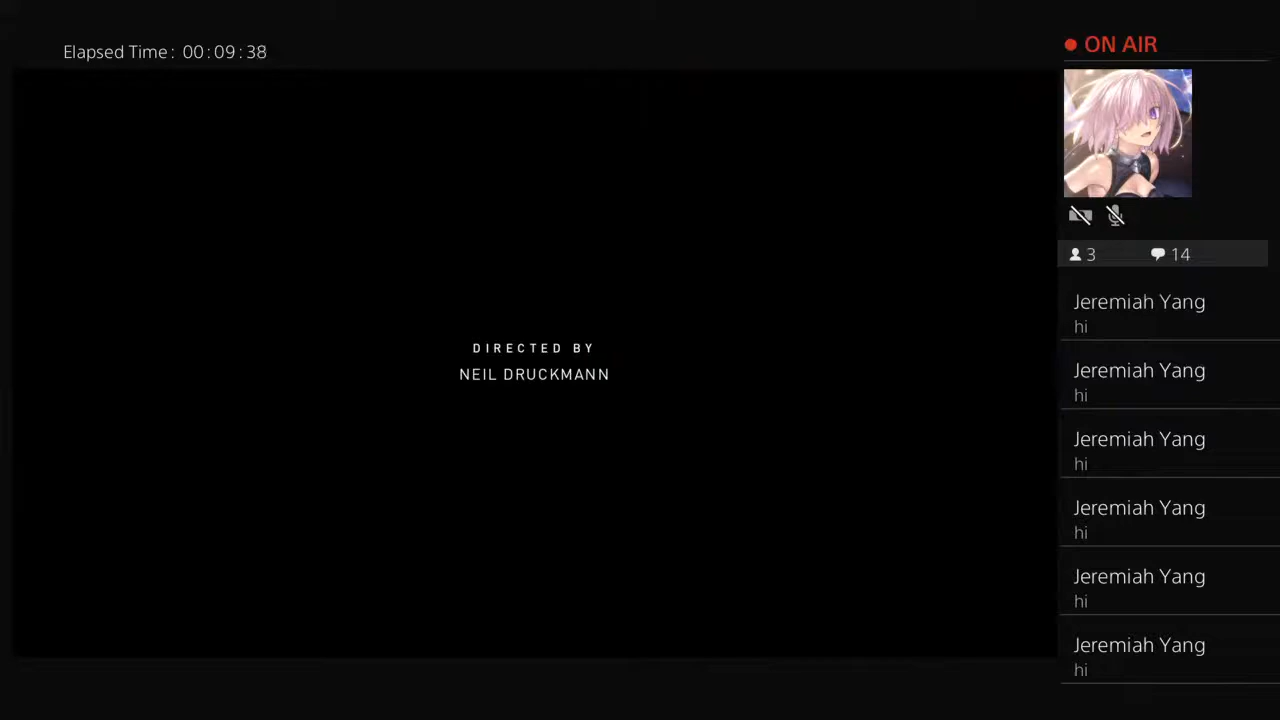 Elapsed Time: 00:09:38
ON AIR
3 14
DIRECTED BY
NEIL DRUCKMANN
Jeremiah Yang
hi
Jeremiah Yang
hi
Jeremiah Yang
hi
Jeremiah Yang
hi
Jeremiah Yang
hi
Jeremiah Yang
hi